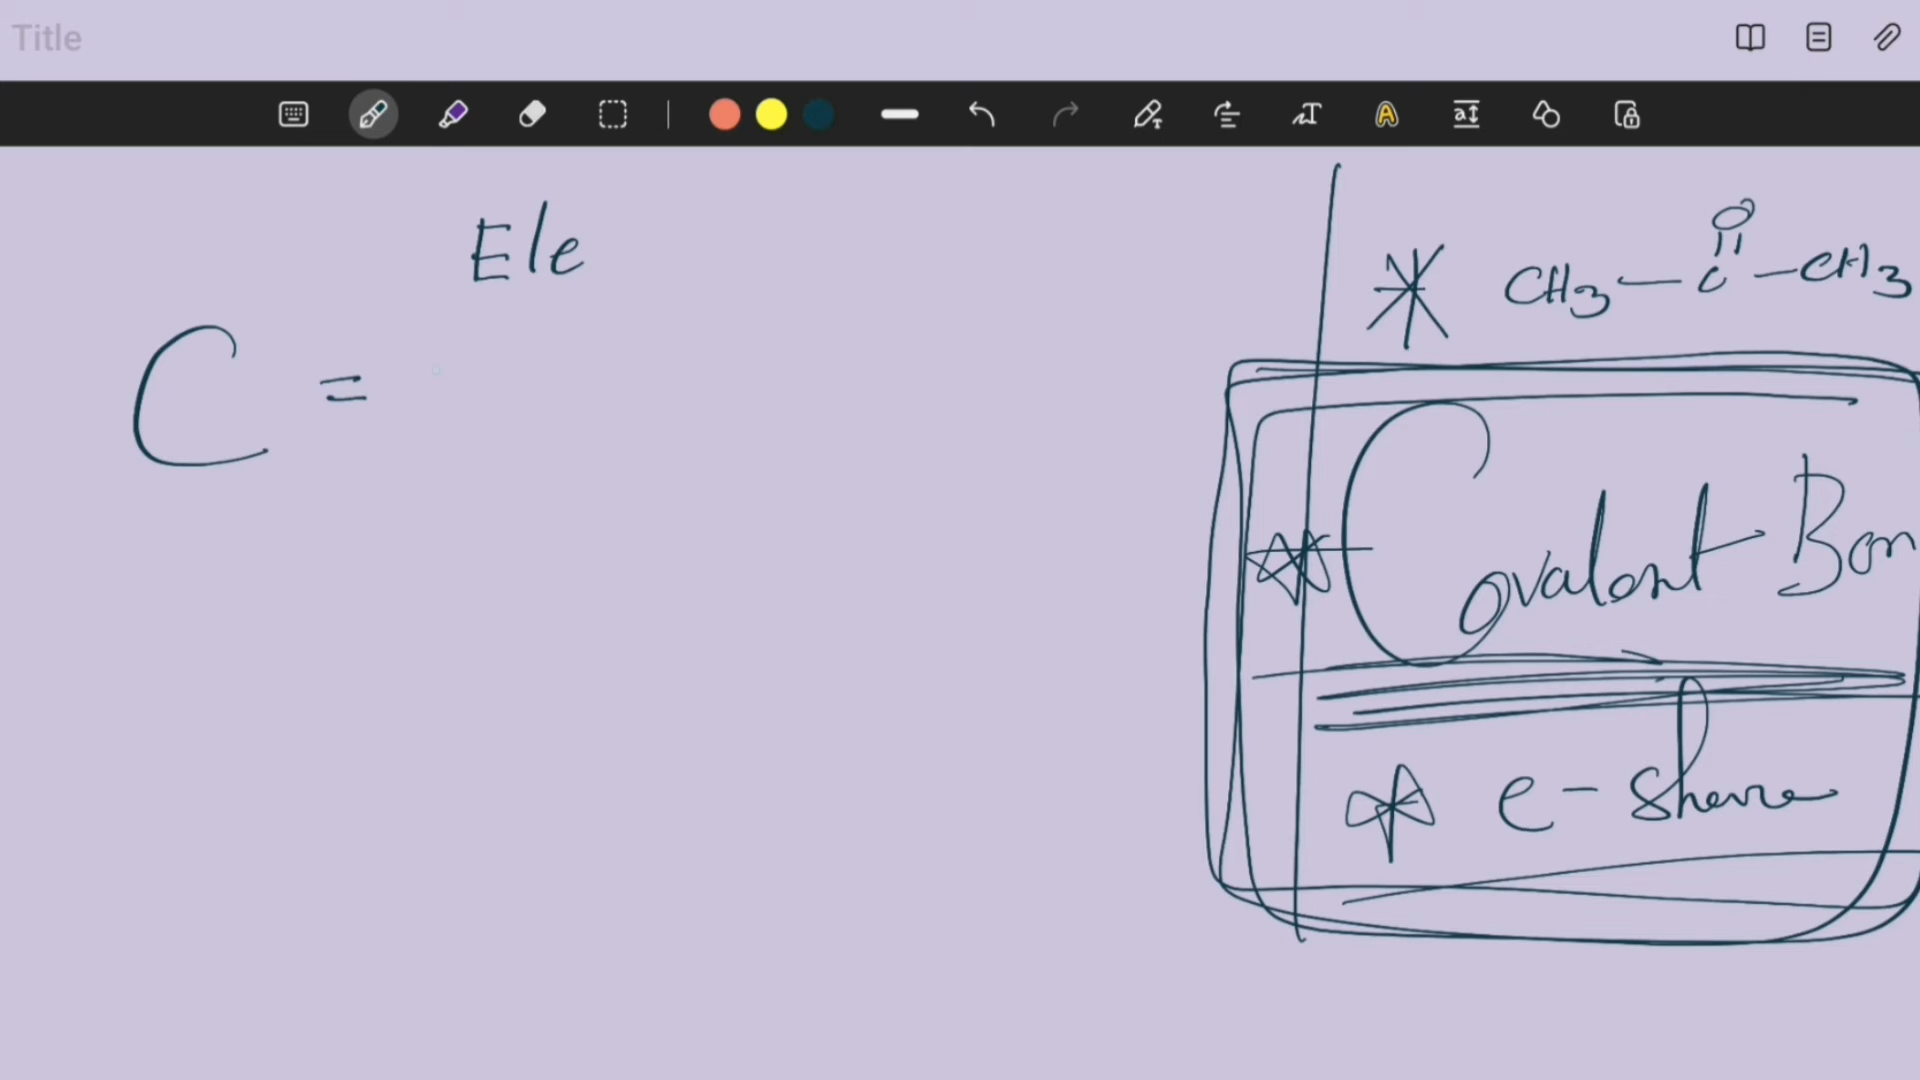 Title
Ele
C =
O
||
CH3 — C — CH3
Covalent Bon
e - Share